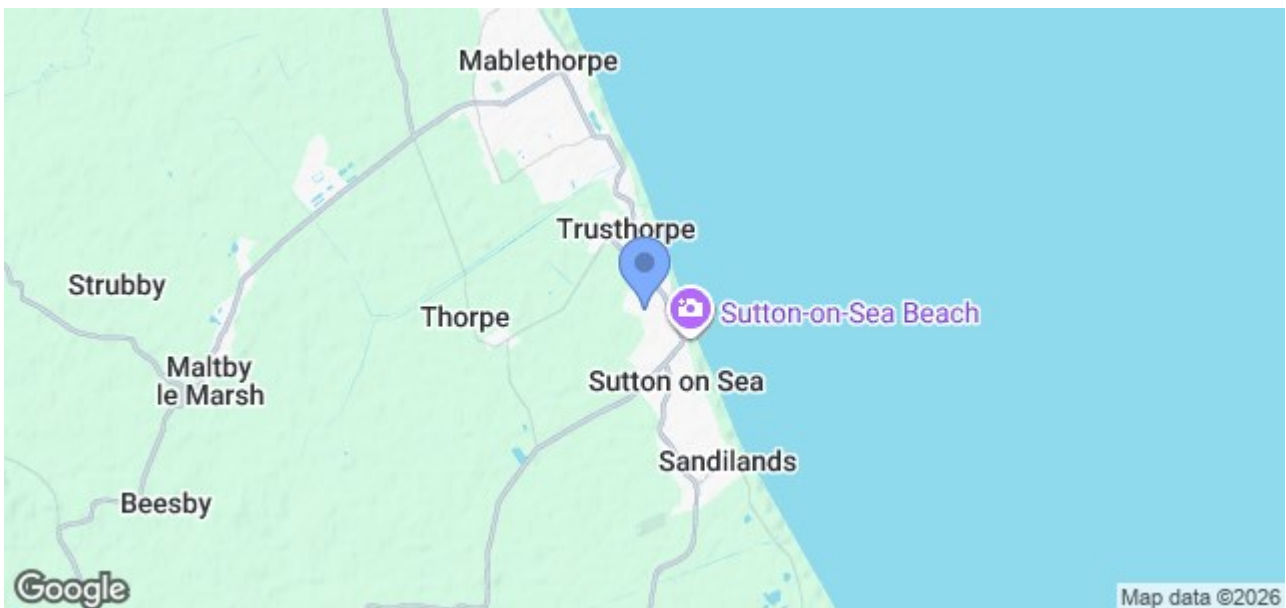 Mablethorpe
Trusthorpe
Strubby
Thorpe
Sutton-on-Sea Beach
Maltby
le Marsh
Sutton on Sea
Sandilands
Beesby
Google
Map data ©2026